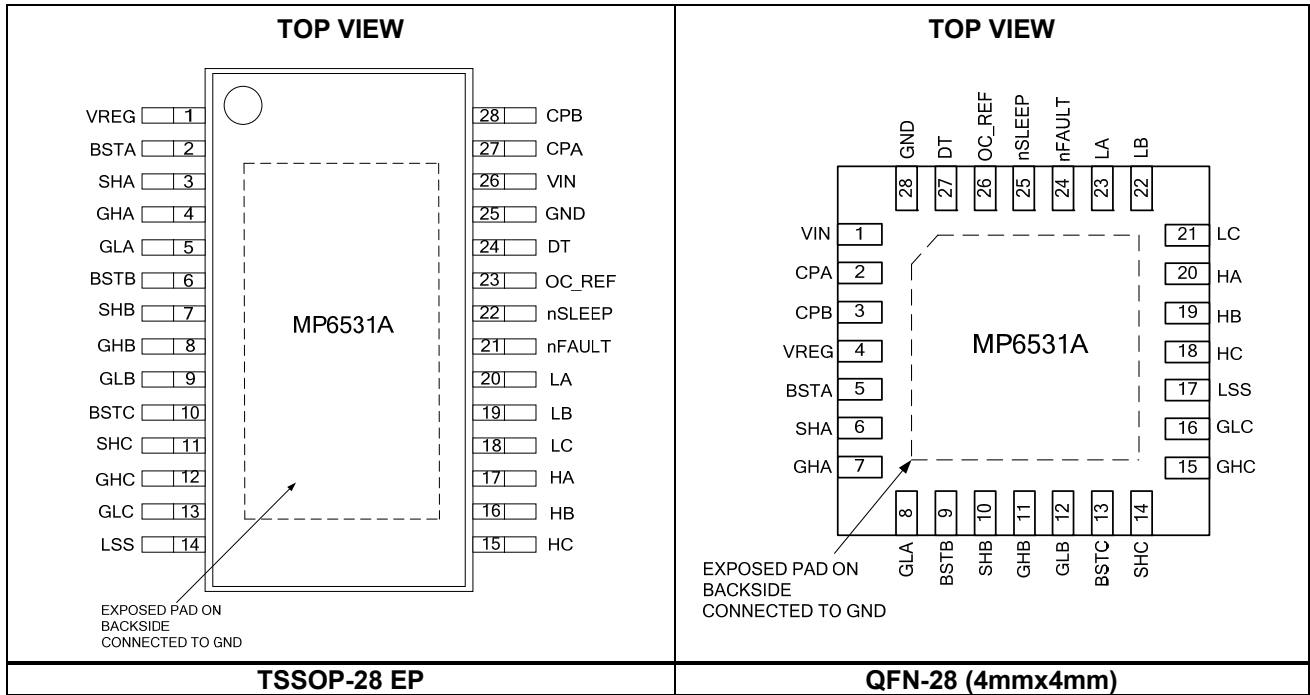 TOP VIEW
VREG 1
BSTA 2
SHA 3
GHA 4
GLA 5
BSTB 6
SHB 7
GHB 8
GLB 9
BSTC 10
SHC 11
GHC 12
GLC 13
LSS 14
MP6531A
28 CPB
27 CPA
26 VIN
25 GND
24 DT
23 OC_REF
22 nSLEEP
21 nFAULT
20 LA
19 LB
18 LC
17 HA
16 HB
15 HC
EXPOSED PAD ON
BACKSIDE
CONNECTED TO GND
TSSOP-28 EP
TOP VIEW
GND DT OC_REF nSLEEP nFAULT LA LB
28 27 26 25 24 23 22
VIN 1
CPA 2
CPB 3
VREG 4
BSTA 5
SHA 6
GHA 7
MP6531A
21 LC
20 HA
19 HB
18 HC
17 LSS
16 GLC
15 GHC
8 9 10 11 12 13 14
GLA BSTB SHB GHB GLB BSTC SHC
EXPOSED PAD ON
BACKSIDE
CONNECTED TO GND
QFN-28 (4mmx4mm)